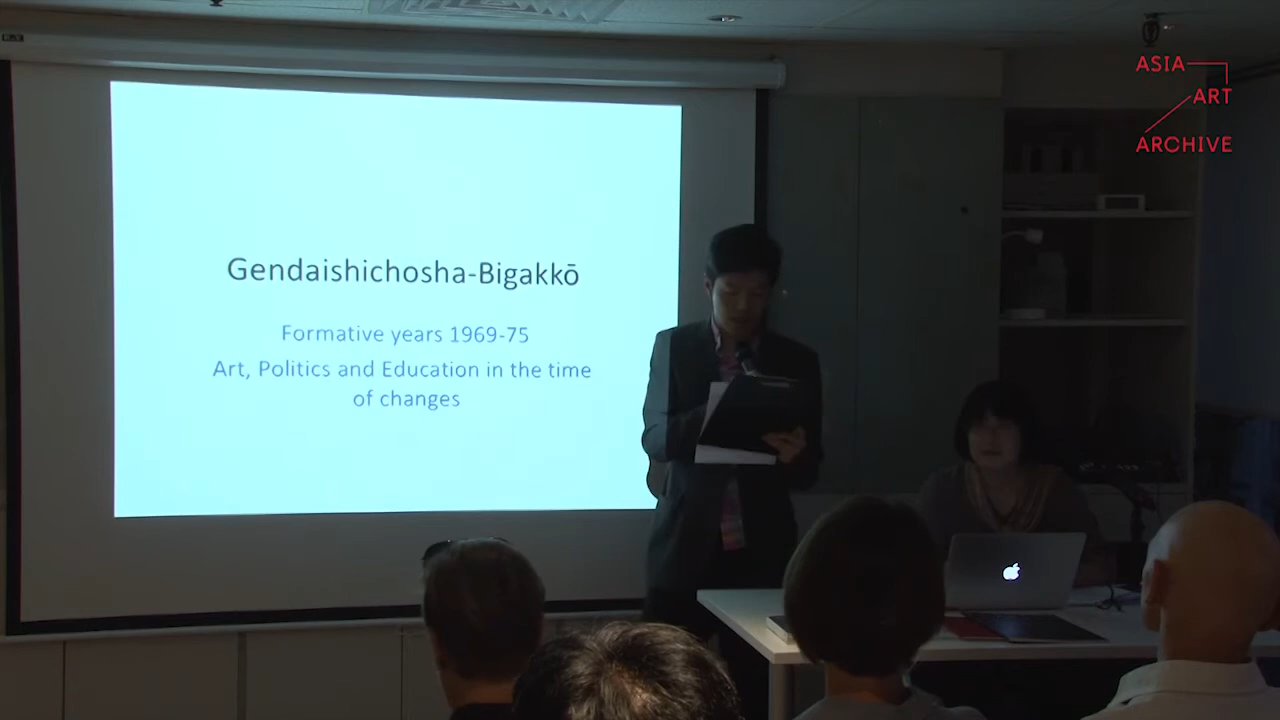 ASIA
ART
ARCHIVE
Gendaishichosha-Bigakkō
Formative years 1969-75
Art, Politics and Education in the time
of changes